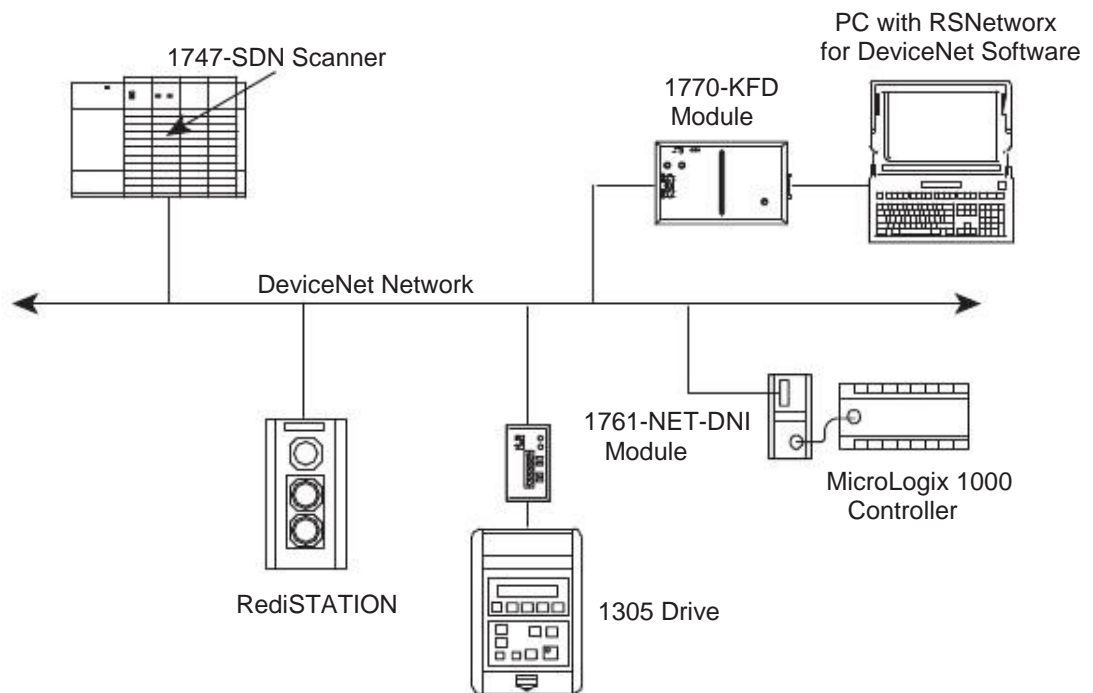 PC with RSNetworx
for DeviceNet Software
1747-SDN Scanner
1770-KFD
Module
DeviceNet Network
1761-NET-DNI
Module
MicroLogix 1000
Controller
RediSTATION
1305 Drive